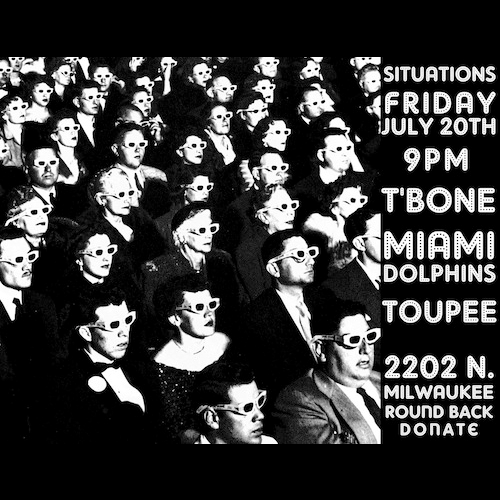 SITUATIONS
FRIDAY
JULY 20TH
9PM
T'BONE
MIAMI
DOLPHINS
TOUPEE
2202 N.
MILWAUKEE
ROUND BACK
DONATE